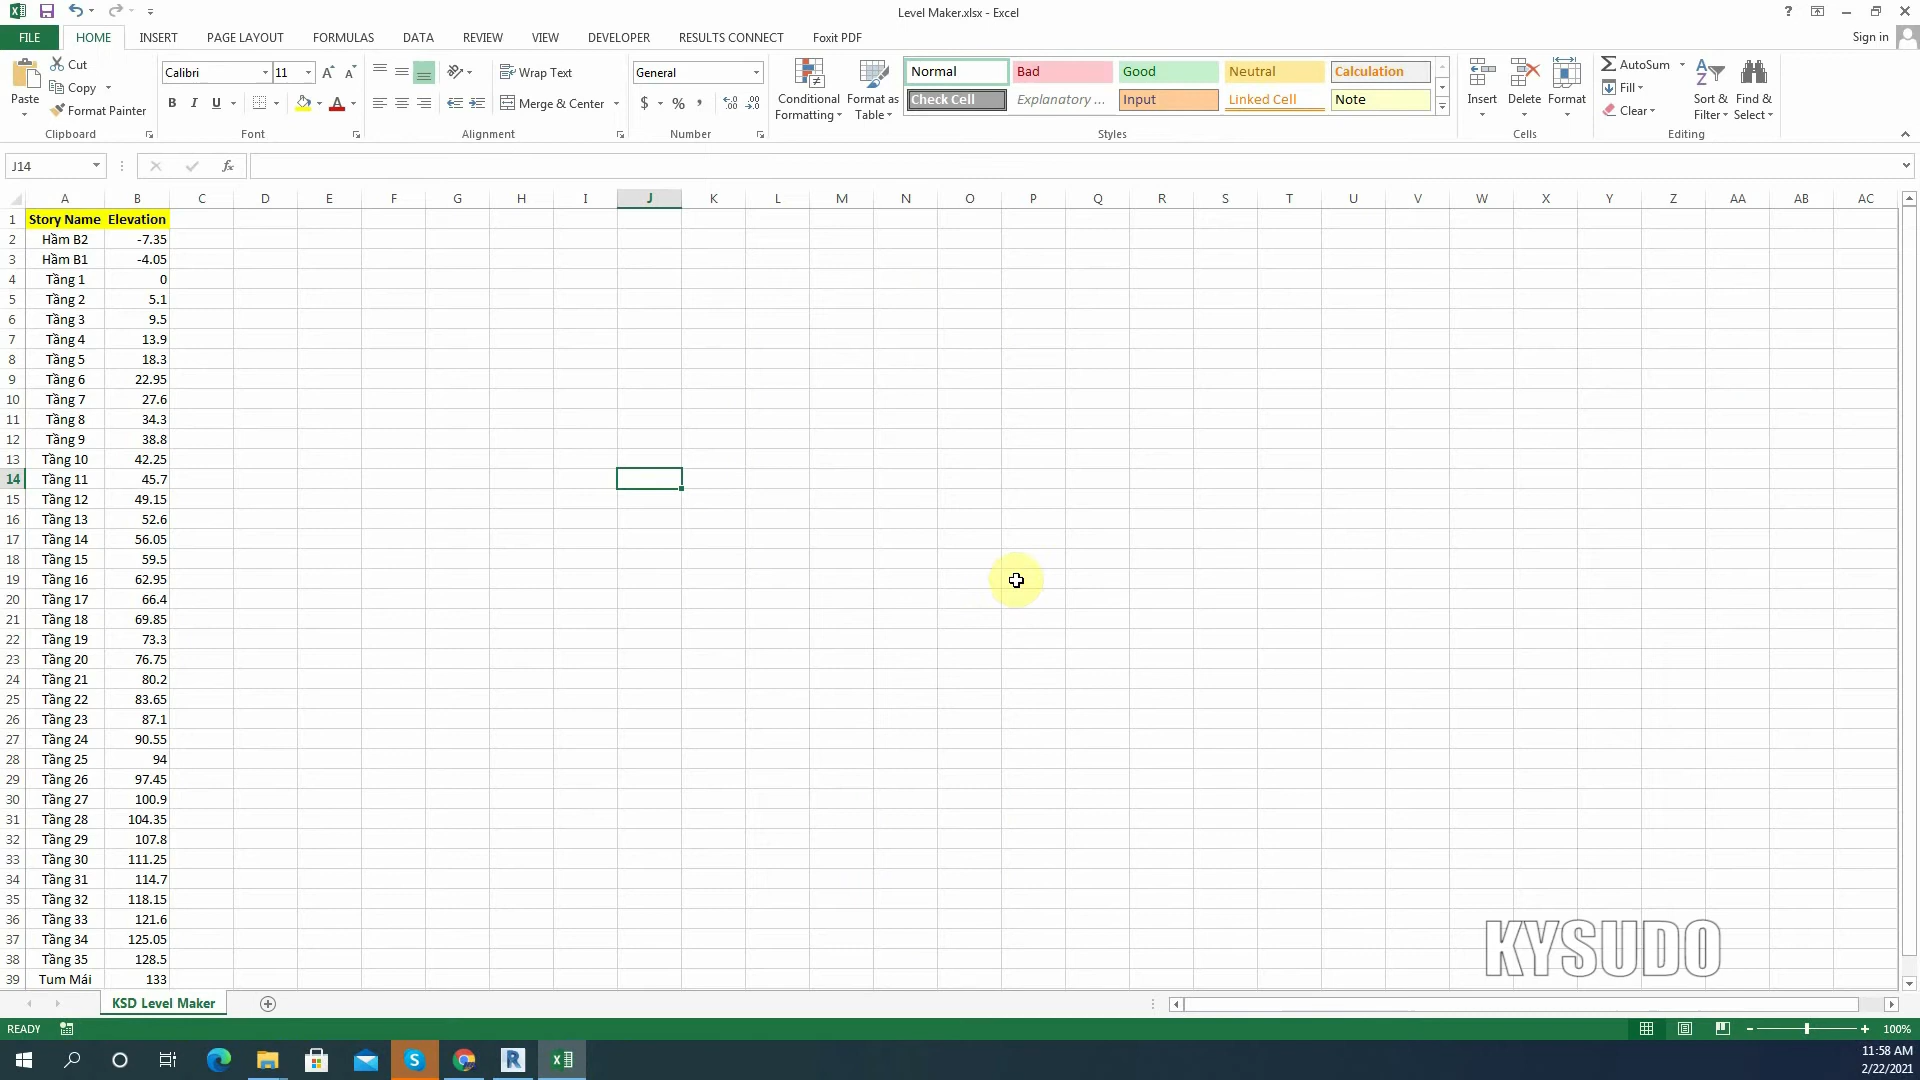 Level Maker.xlsx - Excel
?
FILE HOME INSERT PAGE LAYOUT FORMULAS DATA REVIEW VIEW DEVELOPER RESULTS CONNECT Foxit PDF Sign in
Paste
Cut
Copy
Format Painter
Clipboard
Calibri 11
B I U
Font
Wrap Text
Merge & Center
Alignment
General
$ % ,
Number
Conditional Formatting
Format as Table
Normal Bad Good Neutral Calculation
Check Cell Explanatory ... Input Linked Cell Note
Styles
Insert Delete Format
Cells
AutoSum
Fill
Clear
Sort & Filter
Find & Select
Editing
J14 fx
A B C D E F G H I J K L M N O P Q R S T U V W X Y Z AA AB AC
1 Story Name Elevation
2 Hầm B2 -7.35
3 Hầm B1 -4.05
4 Tầng 1 0
5 Tầng 2 5.1
6 Tầng 3 9.5
7 Tầng 4 13.9
8 Tầng 5 18.3
9 Tầng 6 22.95
10 Tầng 7 27.6
11 Tầng 8 34.3
12 Tầng 9 38.8
13 Tầng 10 42.25
14 Tầng 11 45.7
15 Tầng 12 49.15
16 Tầng 13 52.6
17 Tầng 14 56.05
18 Tầng 15 59.5
19 Tầng 16 62.95
20 Tầng 17 66.4
21 Tầng 18 69.85
22 Tầng 19 73.3
23 Tầng 20 76.75
24 Tầng 21 80.2
25 Tầng 22 83.65
26 Tầng 23 87.1
27 Tầng 24 90.55
28 Tầng 25 94
29 Tầng 26 97.45
30 Tầng 27 100.9
31 Tầng 28 104.35
32 Tầng 29 107.8
33 Tầng 30 111.25
34 Tầng 31 114.7
35 Tầng 32 118.15
36 Tầng 33 121.6
37 Tầng 34 125.05
38 Tầng 35 128.5
39 Tum Mái 133
KYSUDO
KSD Level Maker
READY 100%
11:58 AM
2/22/2021